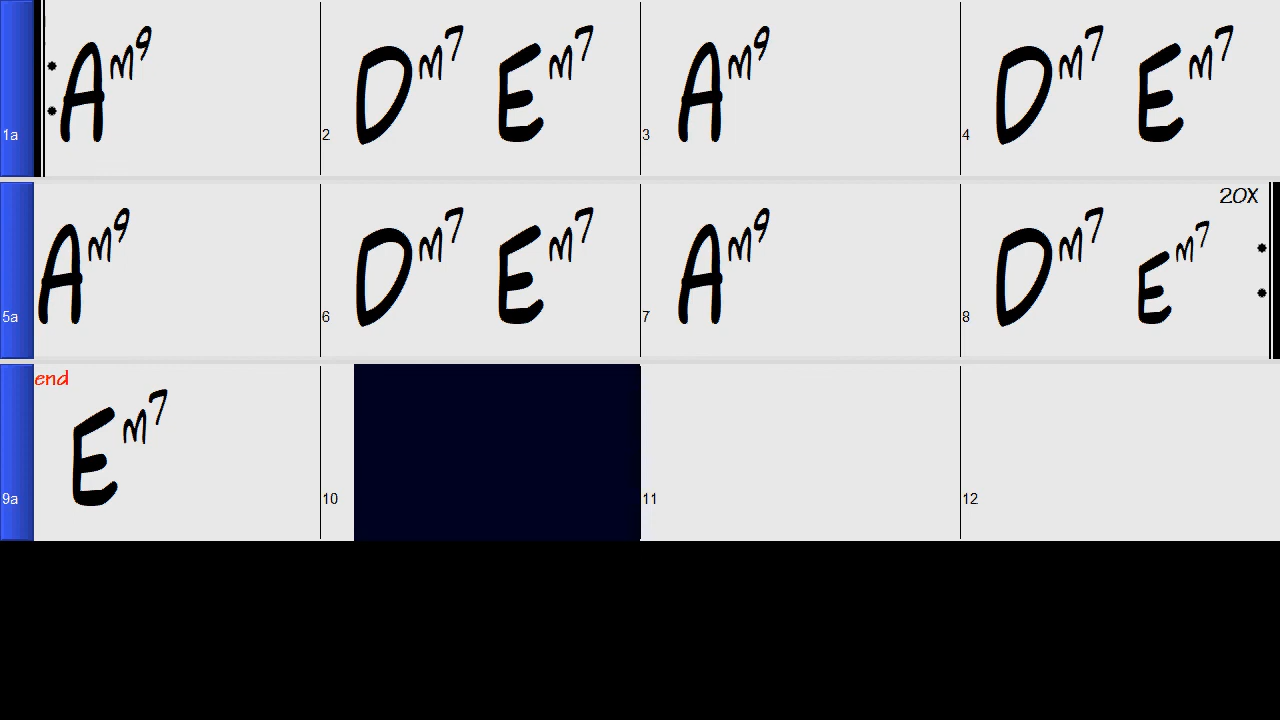 Am9 Dm7 Em7 Am9 Dm7 Em7
1a 2 3 4
20X
Am9 Dm7 Em7 Am9 Dm7 Em7
5a 6 7 8
end
Em7
9a 10 11 12